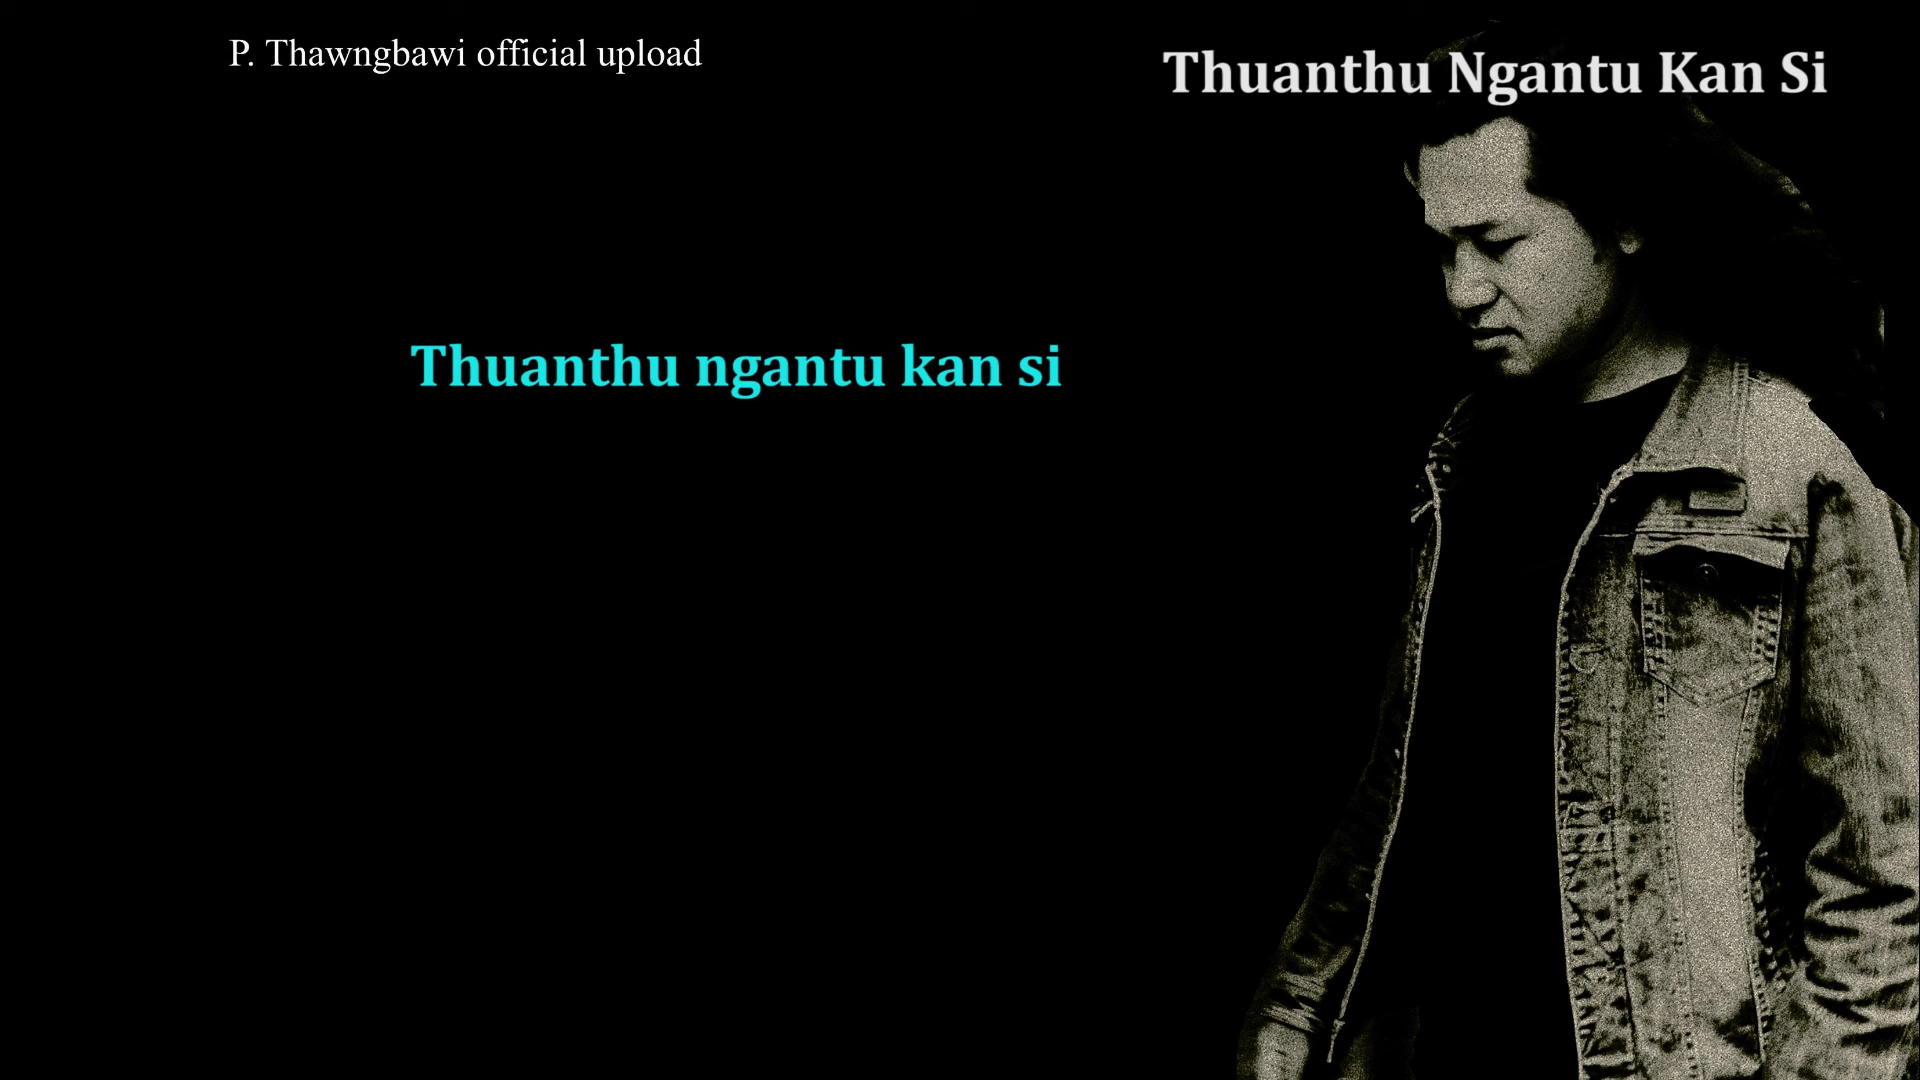 P. Thawngbawi official upload
Thuanthu Ngantu Kan Si
Thuanthu ngantu kan si